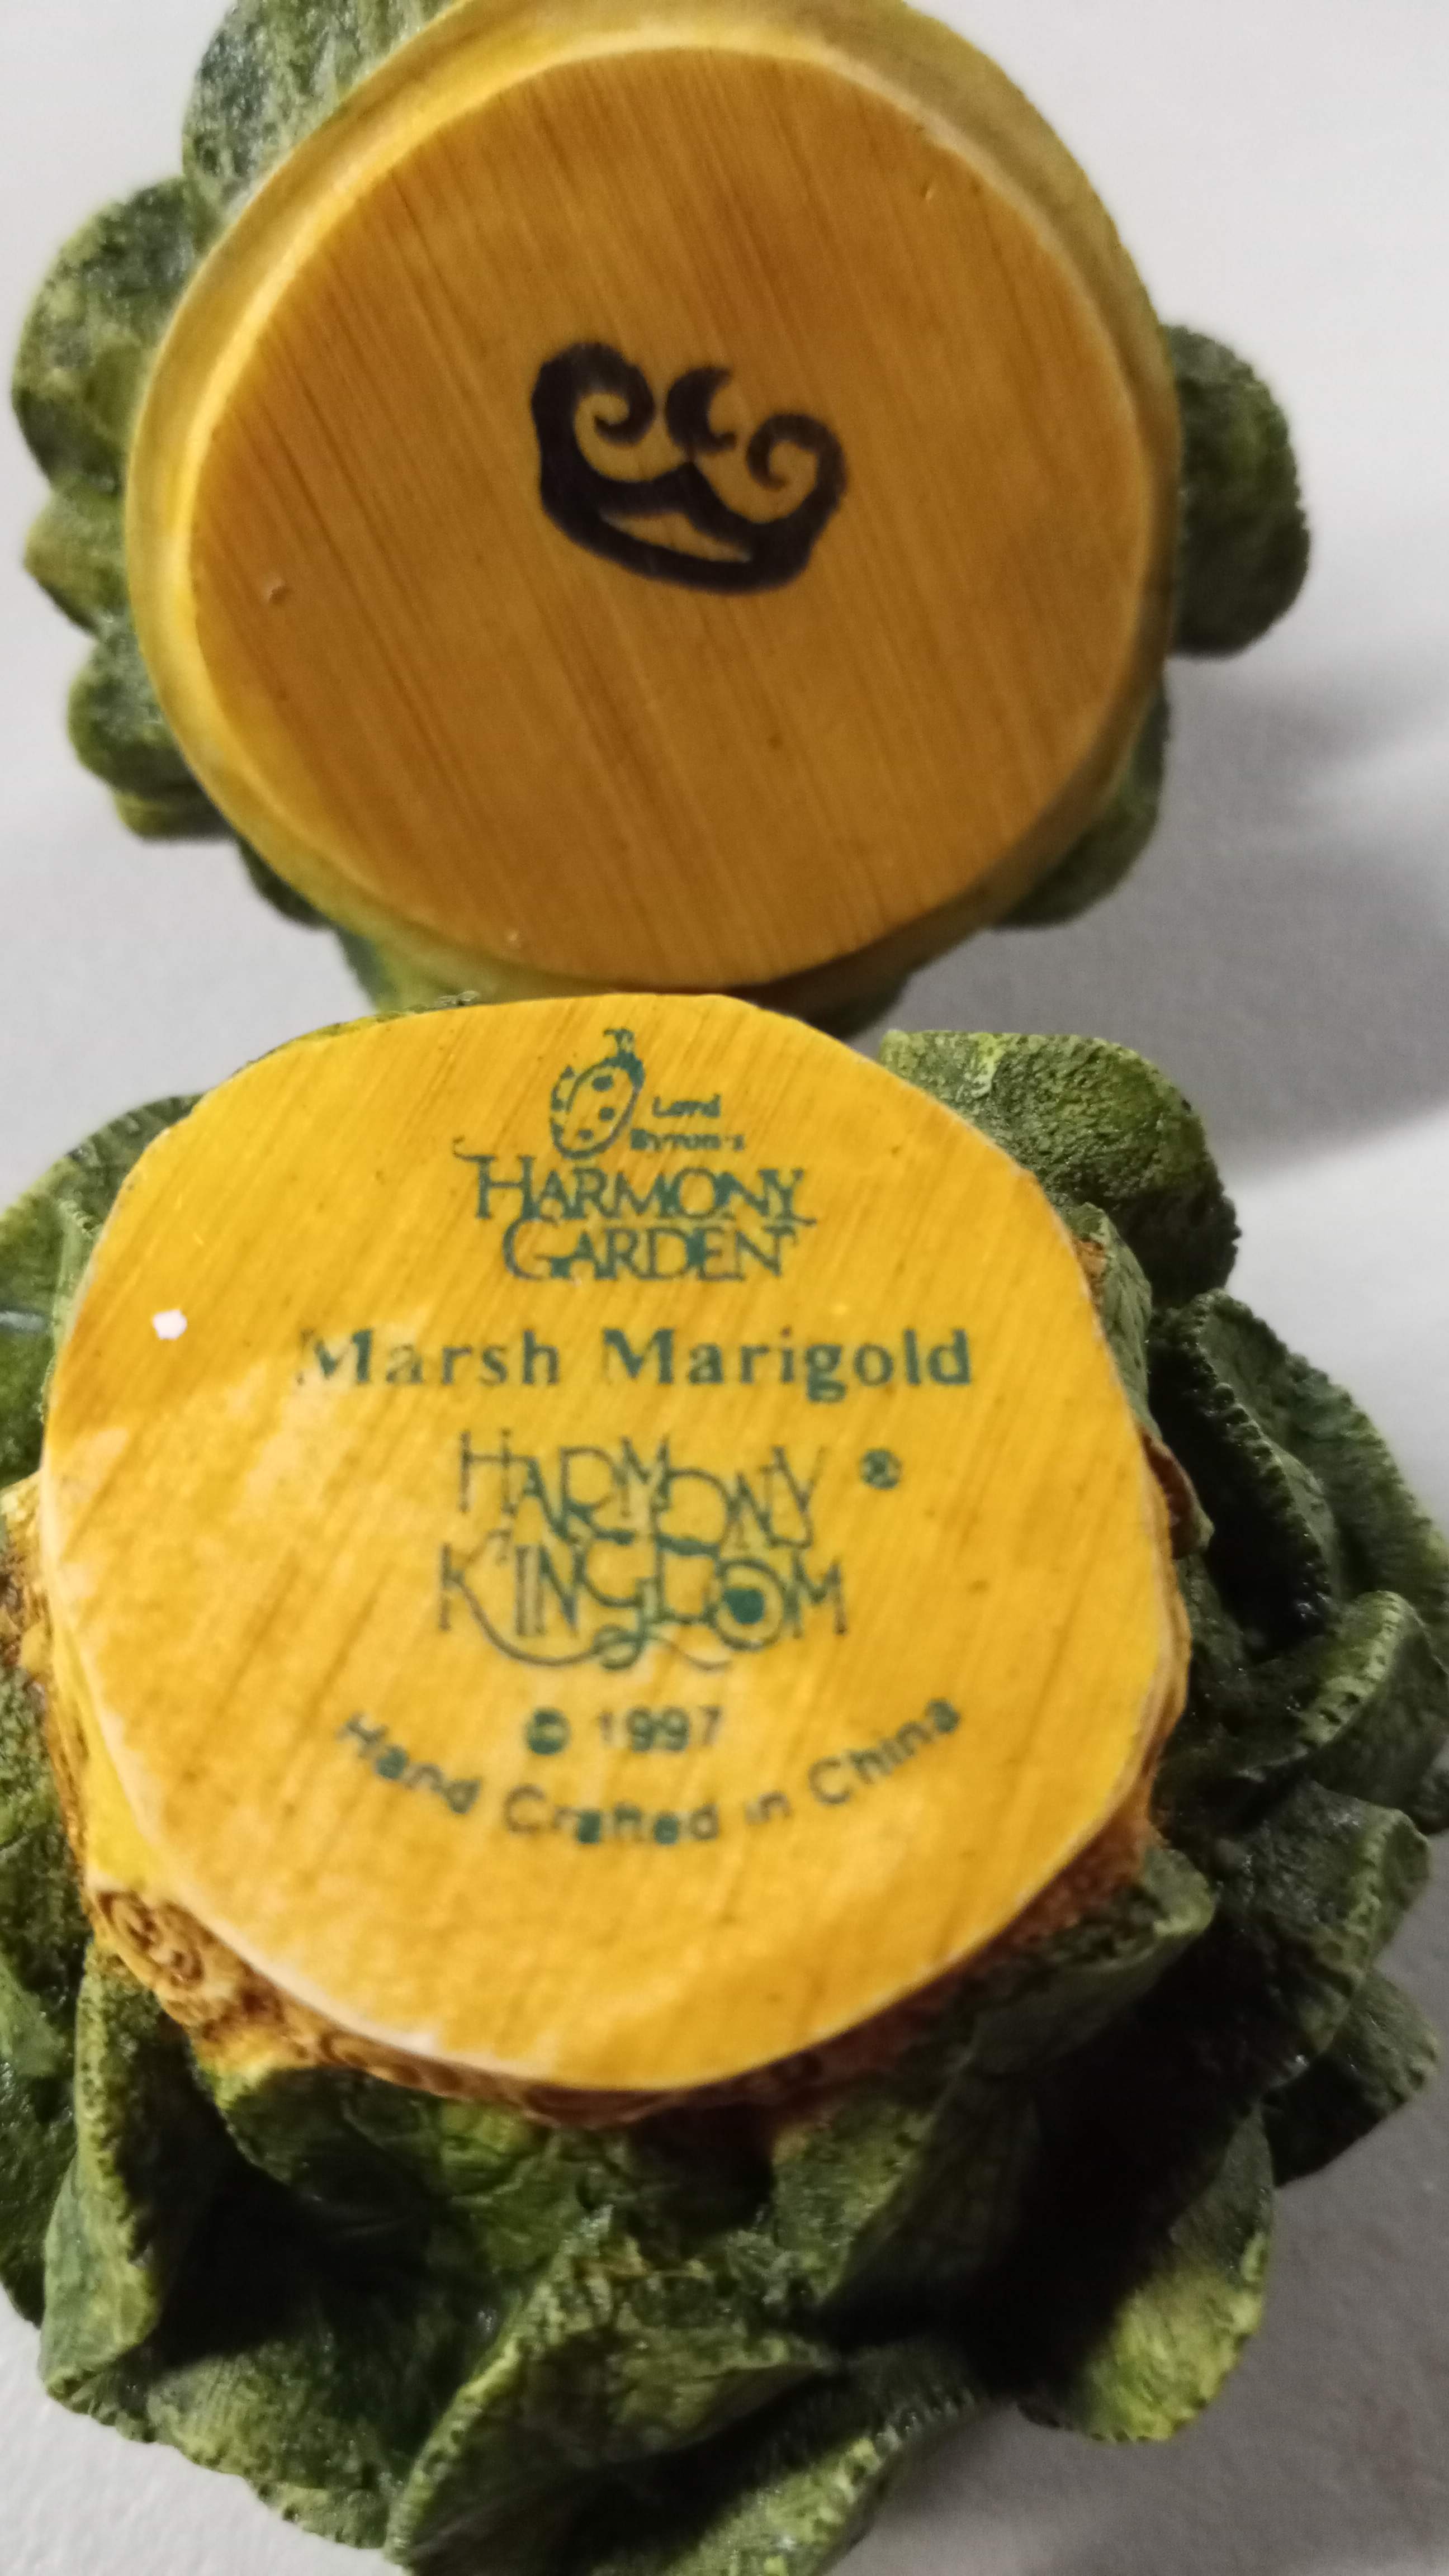 Lord
Byron's
HARMONY
GARDEN
Marsh Marigold
HARMONY ®
KINGDOM
© 1997
Hand Crafted in China